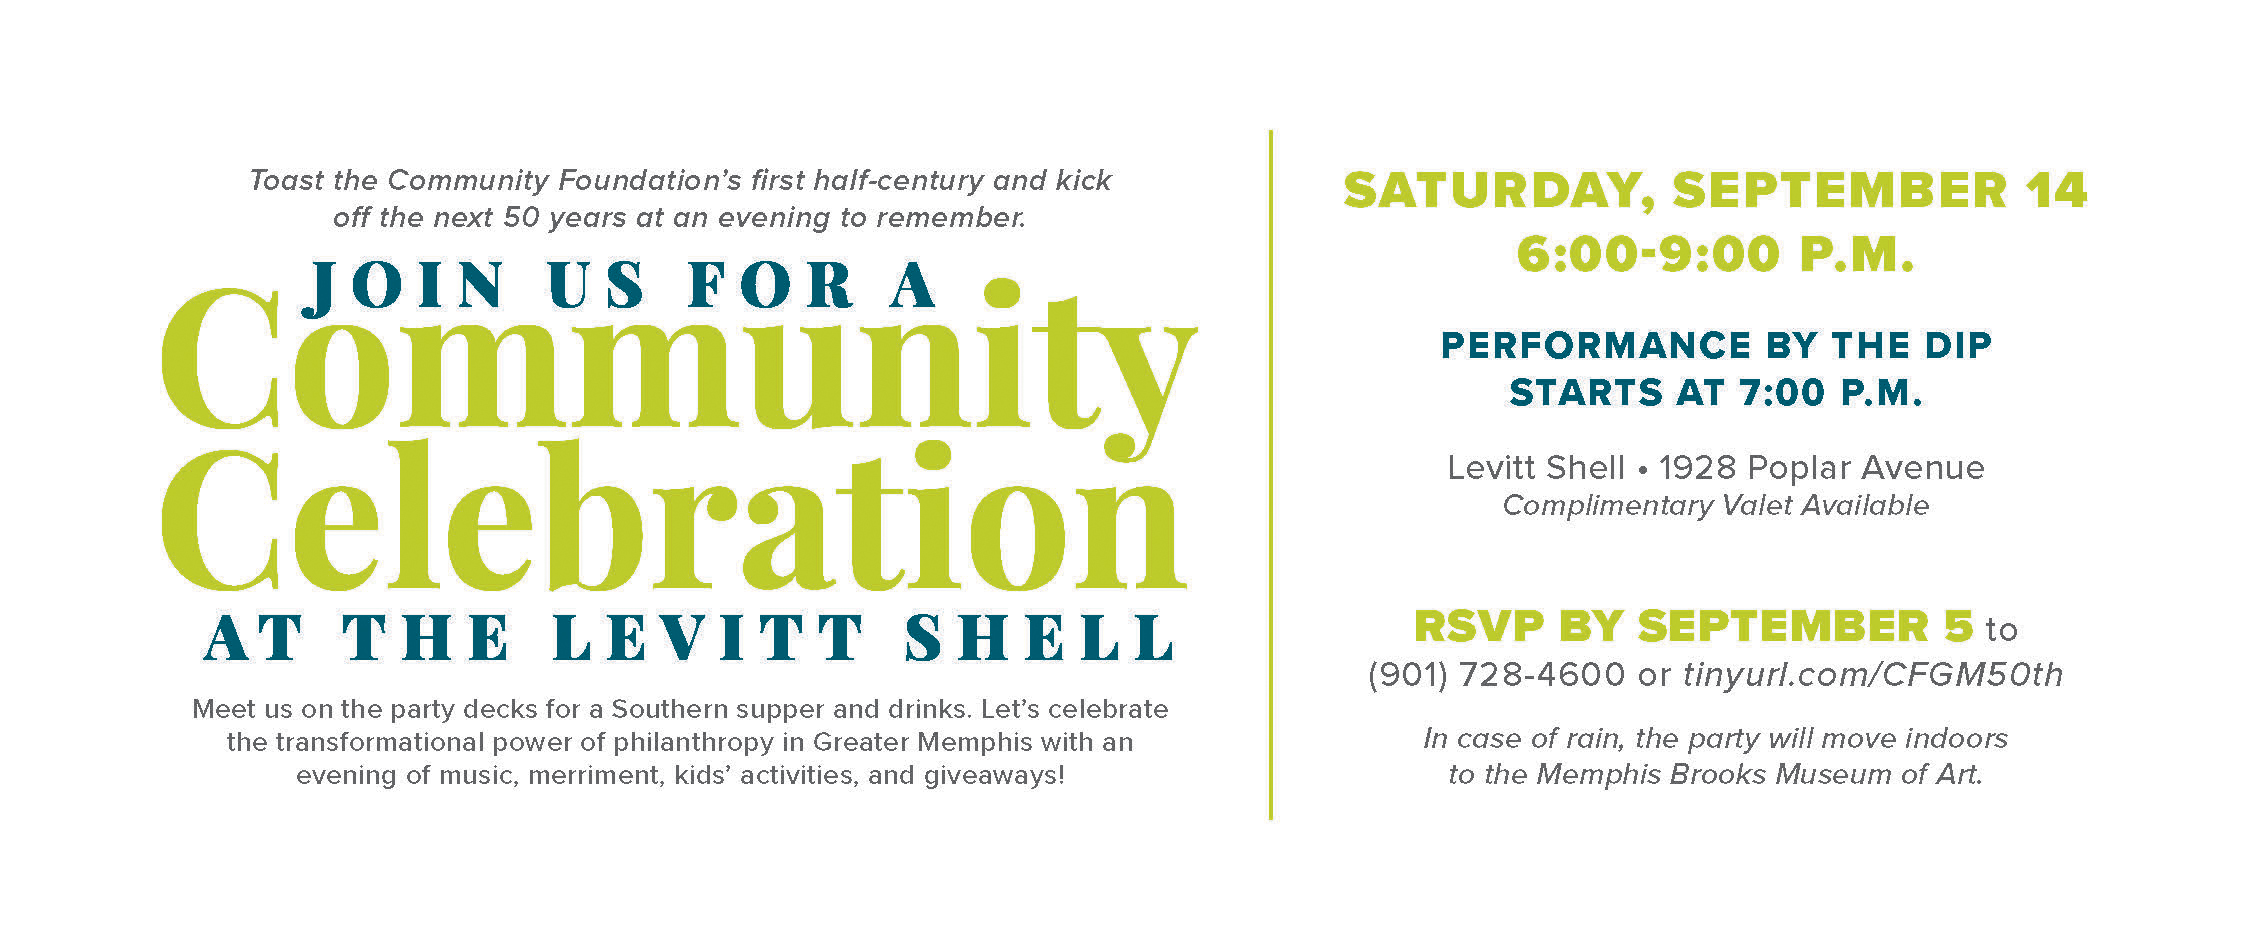 Toast the Community Foundation’s first half-century and kick
off the next 50 years at an evening to remember.
JOIN US FOR A
Community
Celebration
AT THE LEVITT SHELL
Meet us on the party decks for a Southern supper and drinks. Let’s celebrate
the transformational power of philanthropy in Greater Memphis with an
evening of music, merriment, kids’ activities, and giveaways!
SATURDAY, SEPTEMBER 14
6:00-9:00 P.M.
PERFORMANCE BY THE DIP
STARTS AT 7:00 P.M.
Levitt Shell • 1928 Poplar Avenue
Complimentary Valet Available
RSVP BY SEPTEMBER 5 to
(901) 728-4600 or tinyurl.com/CFGM50th
In case of rain, the party will move indoors
to the Memphis Brooks Museum of Art.